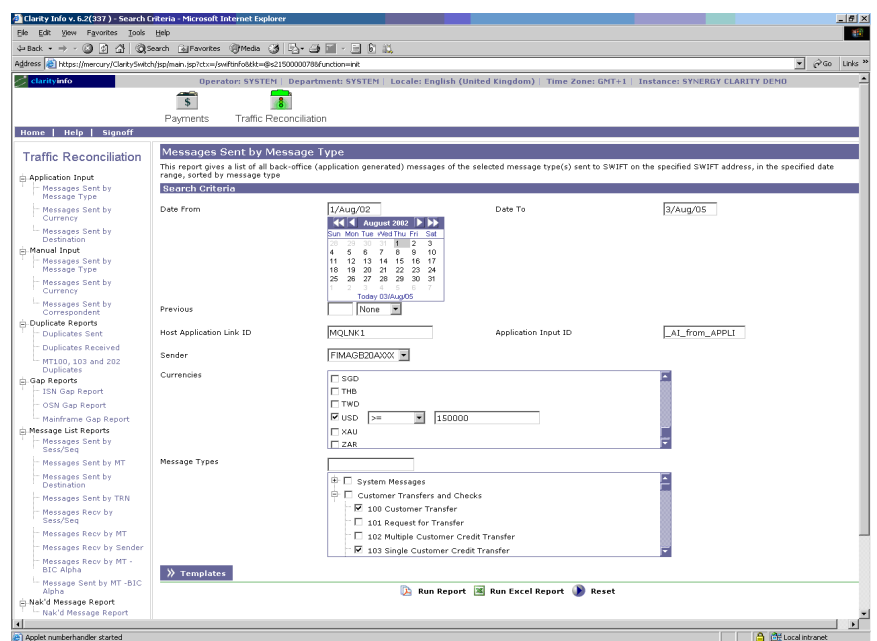 Clarity Info v. 6.2(337 ) - Search Criteria - Microsoft Internet Explorer
File Edit View Favorites Tools Help
Back Search Favorites Media
Address https://mercury/ClaritySwitch/jsp/main.jsp?ctx=/swiftinfo&tkt=@s2150000078&function=init Go Links »
clarityinfo Operator: SYSTEM | Department: SYSTEM | Locale: English (United Kingdom) | Time Zone: GMT+1 | Instance: SYNERGY CLARITY DEMO
Payments Traffic Reconciliation
Home | Help | Signoff
Traffic Reconciliation
Application Input
Messages Sent by
Message Type
Messages Sent by
Currency
Messages Sent by
Destination
Manual Input
Messages Sent by
Message Type
Messages Sent by
Currency
Messages Sent by
Correspondent
Duplicate Reports
Duplicates Sent
Duplicates Received
MT100, 103 and 202
Duplicates
Gap Reports
ISN Gap Report
OSN Gap Report
Mainframe Gap Report
Message List Reports
Messages Sent by
Sess/Seq
Messages Sent by MT
Messages Sent by
Destination
Messages Sent by TRN
Messages Recv by
Sess/Seq
Messages Recv by MT
Messages Recv by Sender
Messages Recv by MT -
BIC Alpha
Message Sent by MT -BIC
Alpha
Nak'd Message Report
Nak'd Message Report
Messages Sent by Message Type
This report gives a list of all back-office (application generated) messages of the selected message type(s) sent to SWIFT on the specified SWIFT address, in the specified date
range, sorted by message type
Search Criteria
Date From 1/Aug/02 Date To 3/Aug/05
August 2002
Sun Mon Tue Wed Thu Fri Sat
28 29 30 31 1 2 3
4 5 6 7 8 9 10
11 12 13 14 15 16 17
18 19 20 21 22 23 24
25 26 27 28 29 30 31
1 2 3 4 5 6 7
Today 03/Aug/05
Previous None
Host Application Link ID MQLNK1 Application Input ID _AI_from_APPLI
Sender FIMAGB20AXXX
Currencies
SGD
THB
TWD
USD >= 150000
XAU
ZAR
Message Types
System Messages
Customer Transfers and Checks
100 Customer Transfer
101 Request for Transfer
102 Multiple Customer Credit Transfer
103 Single Customer Credit Transfer
Templates
Run Report Run Excel Report Reset
Applet numberhandler started Local intranet